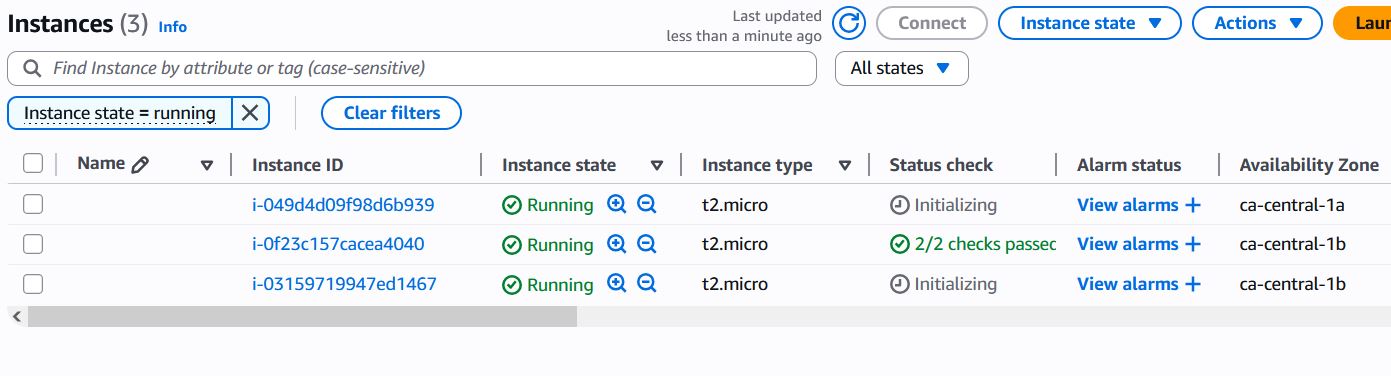 Instances (3) Info
Last updated
less than a minute ago
Connect
Instance state
Actions
Find Instance by attribute or tag (case-sensitive)
All states
Instance state = running
Clear filters
Name Instance ID Instance state Instance type Status check Alarm status Availability Zone
i-049d4d09f98d6b939 Running t2.micro Initializing View alarms + ca-central-1a
i-0f23c157cacea4040 Running t2.micro 2/2 checks passed View alarms + ca-central-1b
i-03159719947ed1467 Running t2.micro Initializing View alarms + ca-central-1b